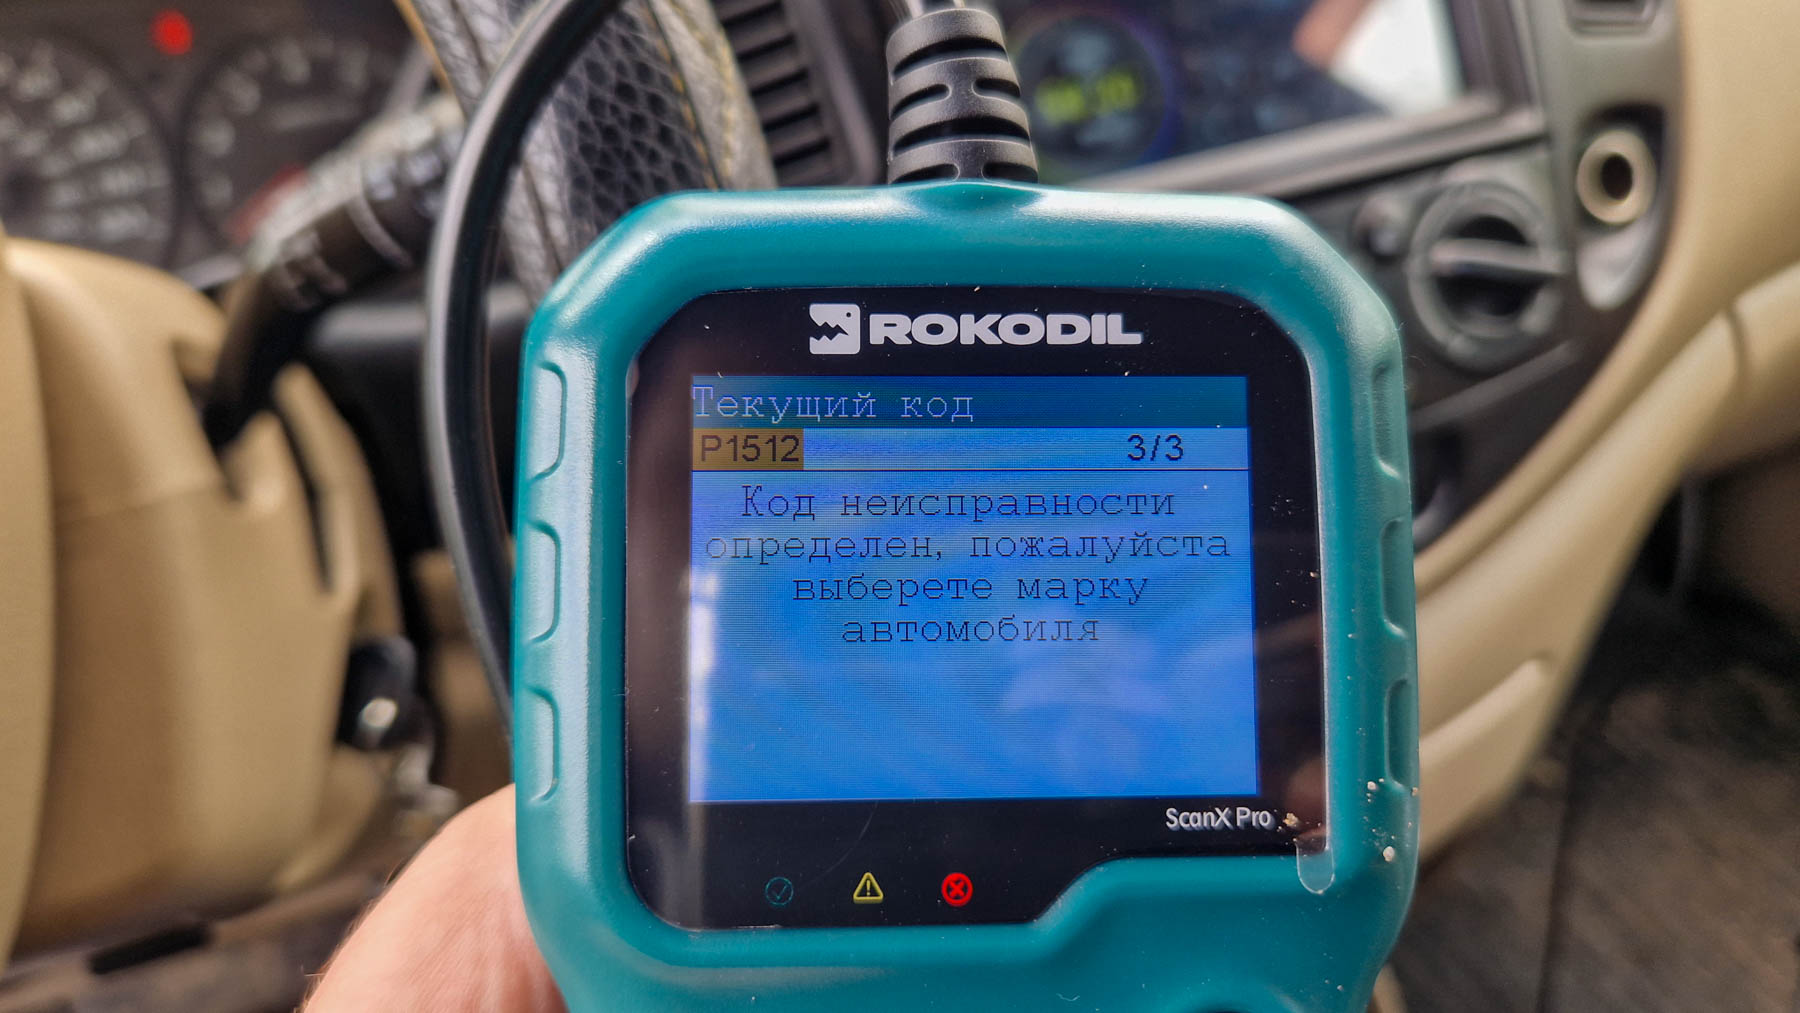 ROKODIL
Текущий код
P1512 3/3
Код неисправности
определен, пожалуйста
выберете марку
автомобиля
ScanX Pro